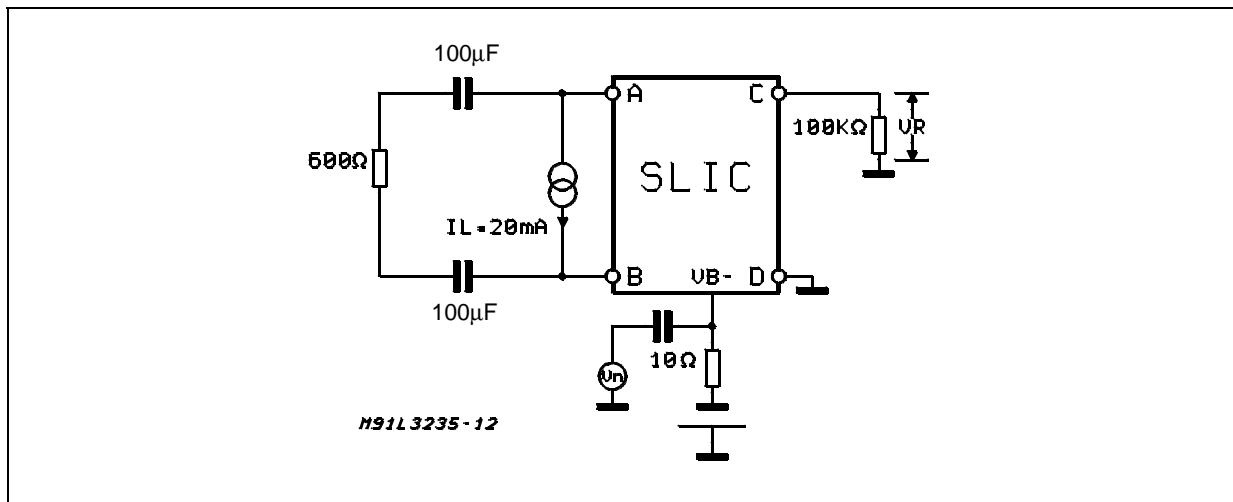 100μF
A
C
100KΩ
VR
600Ω
SLIC
IL=20mA
B
VB-
D
100μF
10Ω
Vn
M91L3235-12